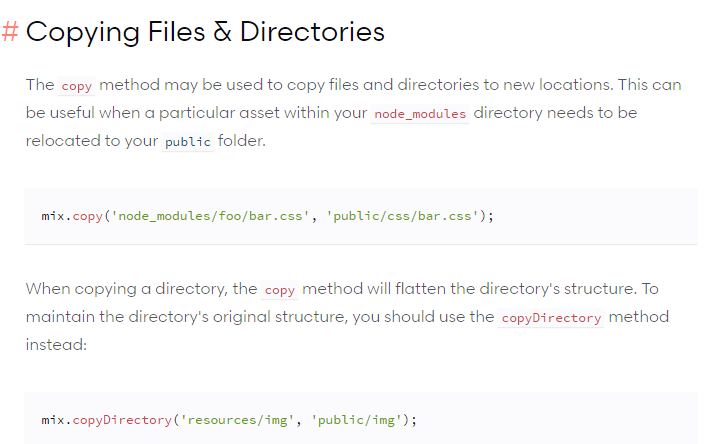 # Copying Files & Directories
The copy method may be used to copy files and directories to new locations. This can
be useful when a particular asset within your node_modules directory needs to be
relocated to your public folder.
mix.copy('node_modules/foo/bar.css', 'public/css/bar.css');
When copying a directory, the copy method will flatten the directory's structure. To
maintain the directory's original structure, you should use the copyDirectory method
instead:
mix.copyDirectory('resources/img', 'public/img');